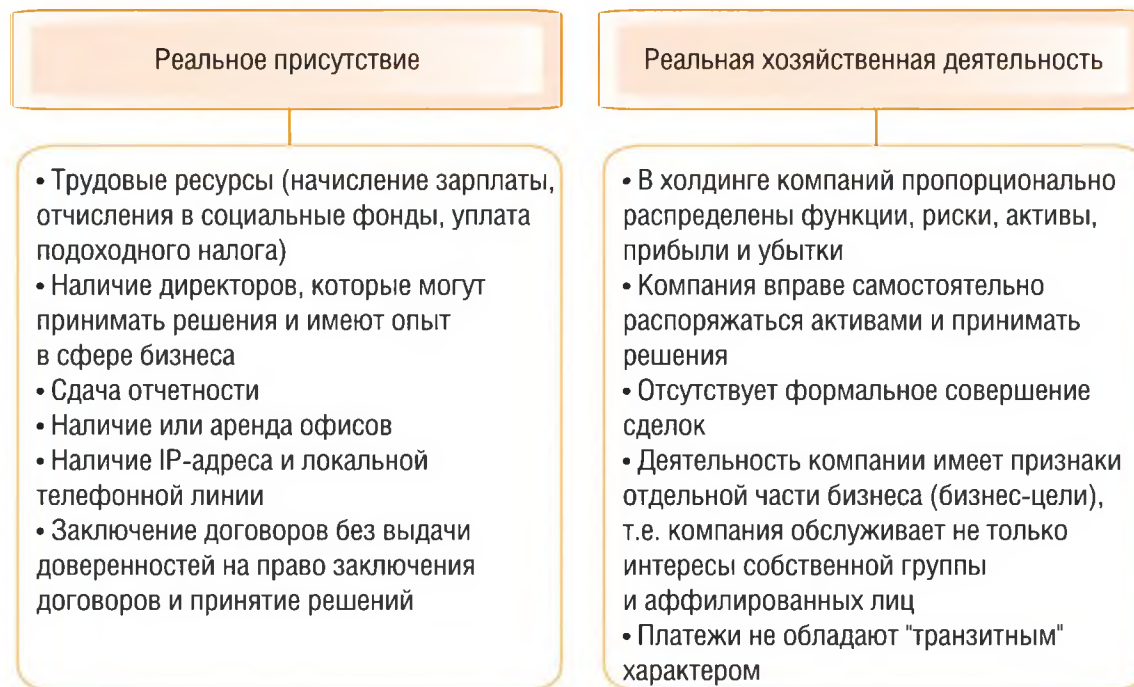 Реальное присутствие
• Трудовые ресурсы (начисление зарплаты,
отчисления в социальные фонды, уплата
подоходного налога)
• Наличие директоров, которые могут
принимать решения и имеют опыт
в сфере бизнеса
• Сдача отчетности
• Наличие или аренда офисов
• Наличие IP-адреса и локальной
телефонной линии
• Заключение договоров без выдачи
доверенностей на право заключения
договоров и принятие решений
Реальная хозяйственная деятельность
• В холдинге компаний пропорционально
распределены функции, риски, активы,
прибыли и убытки
• Компания вправе самостоятельно
распоряжаться активами и принимать
решения
• Отсутствует формальное совершение
сделок
• Деятельность компании имеет признаки
отдельной части бизнеса (бизнес-цели),
т.е. компания обслуживает не только
интересы собственной группы
и аффилированных лиц
• Платежи не обладают "транзитным"
характером